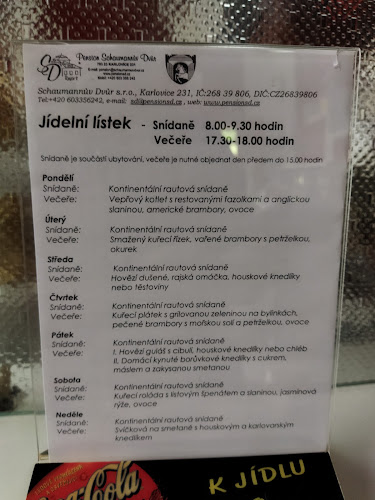 Pension Schaumannův Dvůr
Schaumannův Dvůr s.r.o., Karlovice 231, IČ:268 39 806, DIČ:CZ26839806
Tel:+420 603356242, e-mail: sd@pensionsd.cz, web: www.pensionsd.cz
Jídelní lístek - Snídaně 8.00-9.30 hodin
Večeře 17.30-18.00 hodin
Snídaně je součástí ubytování, večeře je nutné objednat den předem do 15.00 hodin
Pondělí
Snídaně: Kontinentální rautová snídaně
Večeře: Vepřový kotlet s restovanými fazolkami a anglickou
slaninou, americké brambory, ovoce
Úterý
Snídaně: Kontinentální rautová snídaně
Večeře: Smažený kuřecí řízek, vařené brambory s petrželkou,
okurek
Středa
Snídaně: Kontinentální rautová snídaně
Večeře: Hovězí dušené, rajská omáčka, houskové knedlíky
nebo těstoviny
Čtvrtek
Snídaně: Kontinentální rautová snídaně
Večeře: Kuřecí plátek s grilovanou zeleninou na bylinkách,
pečené brambory s mořskou solí a petrželkou, ovoce
Pátek
Snídaně: Kontinentální rautová snídaně
Večeře: I. Hovězí guláš s cibulí, houskové knedlíky nebo chléb
II. Domácí kynuté borůvkové knedlíky s cukrem,
máslem a zakysanou smetanou
Sobota
Snídaně: Kontinentální rautová snídaně
Večeře: Kuřecí roláda s listovým špenátem a slaninou, jasmínová
rýže, ovoce
Neděle
Snídaně: Kontinentální rautová snídaně
Večeře: Svíčková na smetaně s houskovým a karlovarským
knedlíkem
K JÍDLU